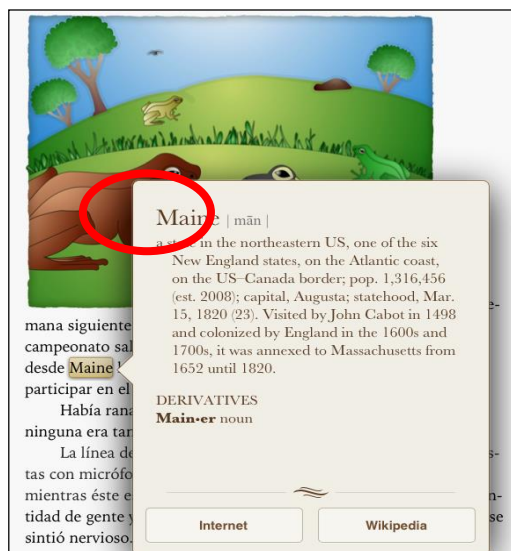 mana siguiente
campeonato sal
desde Maine
participar en el
Había rana
ninguna era
La línea de
tas con micrófo
mientras éste e
tidad de gente y se
sintió nervioso.
Maine | mān |
a state in the northeastern US, one of the six
New England states, on the Atlantic coast,
on the US–Canada border; pop. 1,316,456
(est. 2008); capital, Augusta; statehood, Mar.
15, 1820 (23). Visited by John Cabot in 1498
and colonized by England in the 1600s and
1700s, it was annexed to Massachusetts from
1652 until 1820.
DERIVATIVES
Main•er noun
Internet
Wikipedia